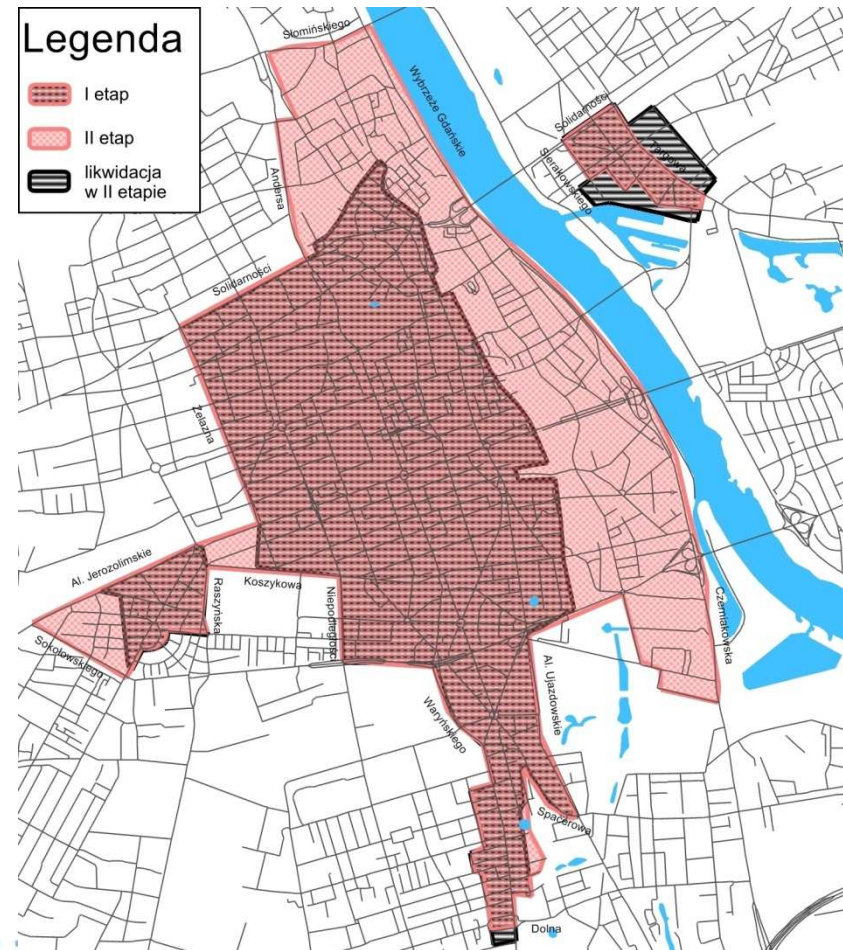 Legenda
I etap
II etap
likwidacja
w II etapie
Słomińskiego
Wybrzeże Gdańskie
Andersa
Solidarności
Solidarności
Sierakowskiego
Targowa
Żelazna
Al. Jerozolimskie
Koszykowa
Raszyńska
Niepodległości
Sokołowskiego
Waryńskiego
Al. Ujazdowskie
Czerniakowska
Spacerowa
Dolna